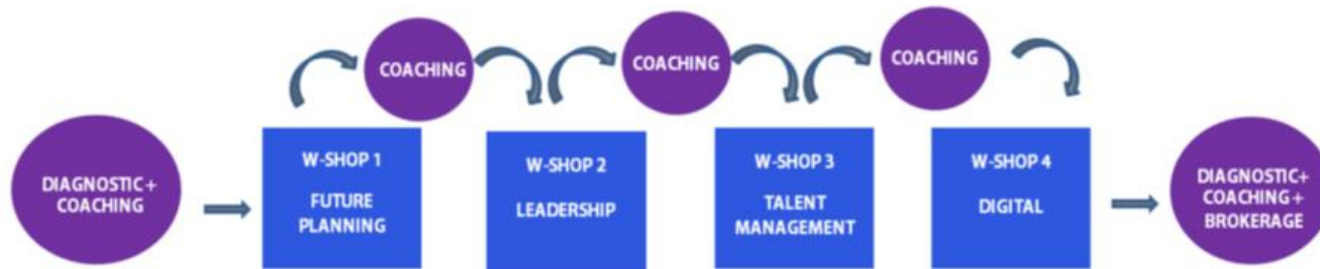 COACHING
COACHING
COACHING
DIAGNOSTIC+
COACHING
W-SHOP 1
FUTURE
PLANNING
W-SHOP 2
LEADERSHIP
W-SHOP 3
TALENT
MANAGEMENT
W-SHOP 4
DIGITAL
DIAGNOSTIC+
COACHING +
BROKERAGE